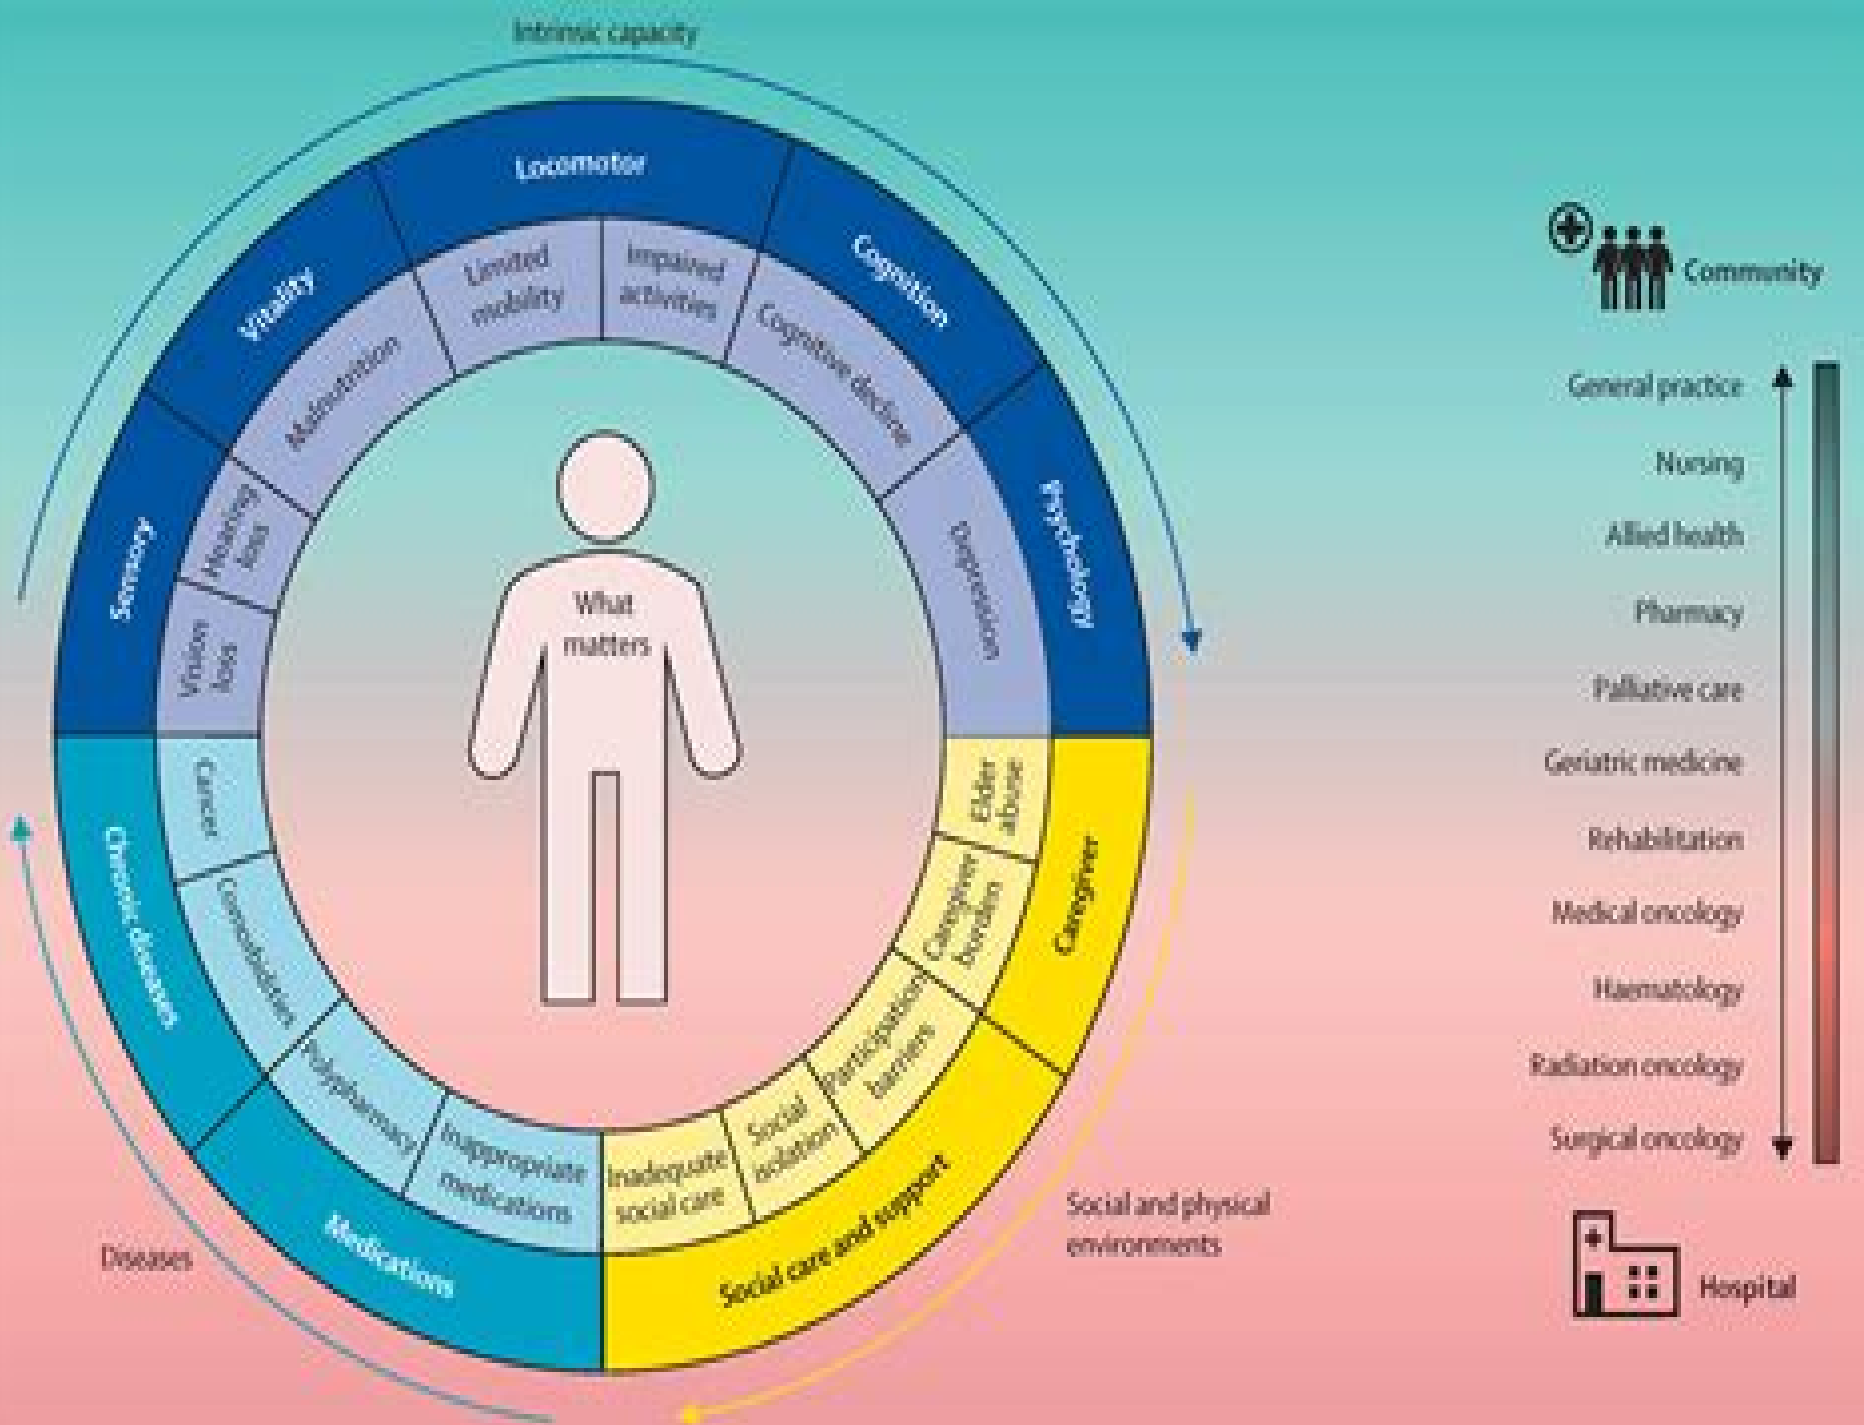 Intrinsic capacity
Locomotor
Vitality
Cognition
Sensory
Psychology
Limited
mobility
Impaired
activities
Malnutrition
Cognitive decline
Hearing
loss
Vision
loss
Depression
What
matters
Cancer
Comorbidities
Chronic diseases
Polypharmacy
Inappropriate
medications
Medications
Elder
abuse
Caregiver
burden
Caregiver
Participation
barriers
Social
isolation
Inadequate
social care
Social care and support
Diseases
Social and physical
environments
Community
General practice
Nursing
Allied health
Pharmacy
Palliative care
Geriatric medicine
Rehabilitation
Medical oncology
Haematology
Radiation oncology
Surgical oncology
Hospital